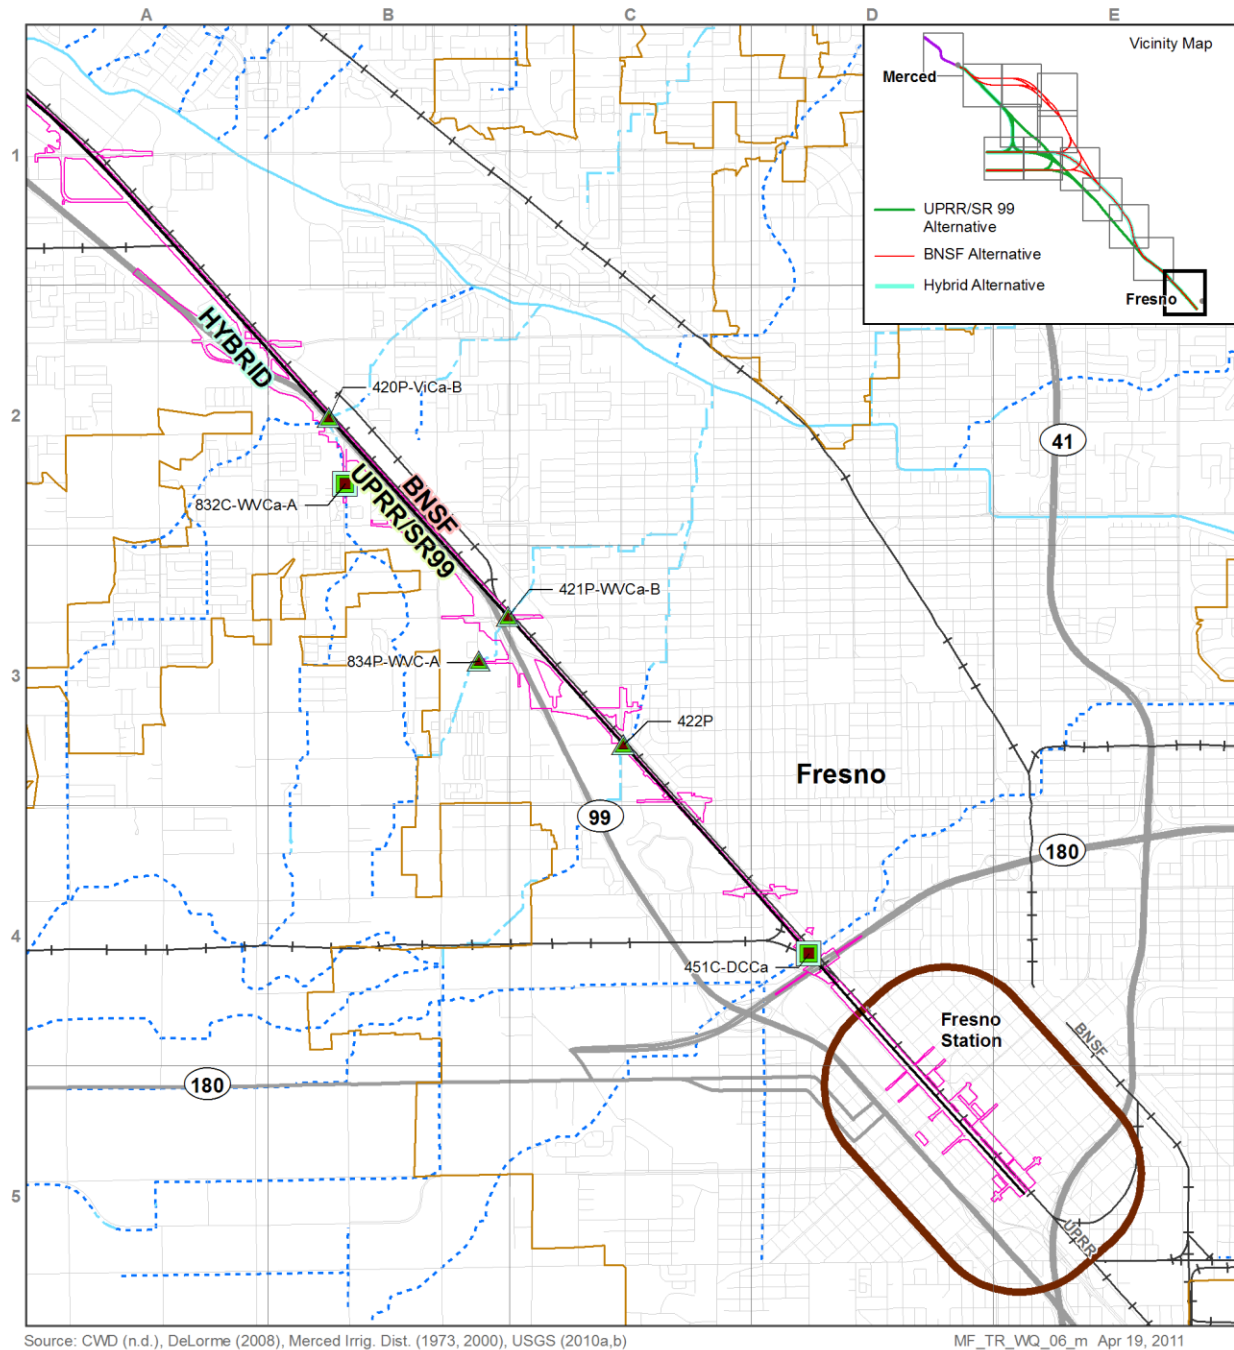 A B C D E
Vicinity Map
Merced
UPRR/SR 99
Alternative
BNSF Alternative
Hybrid Alternative
Fresno
1
HYBRID
420P-ViCa-B
2
41
832C-WVCa-A
BNSF
UPRR/SR99
421P-WVCa-B
834P-WVC-A
3
422P
Fresno
99
180
4
451C-DCCa
Fresno
Station
BNSF
180
5
UPRR
Source: CWD (n.d.), DeLorme (2008), Merced Irrig. Dist. (1973, 2000), USGS (2010a,b)
MF_TR_WQ_06_m Apr 19, 2011